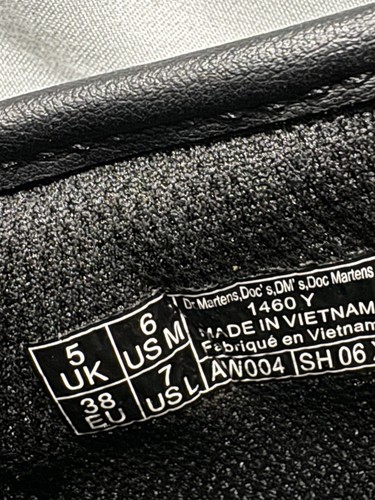 Dr Martens,Doc's,DM's,Doc Martens
1460 Y
MADE IN VIETNAM
Fabriqué en Vietnam
5 UK
6 US M
38 EU
7 US L
AW004
SH 06